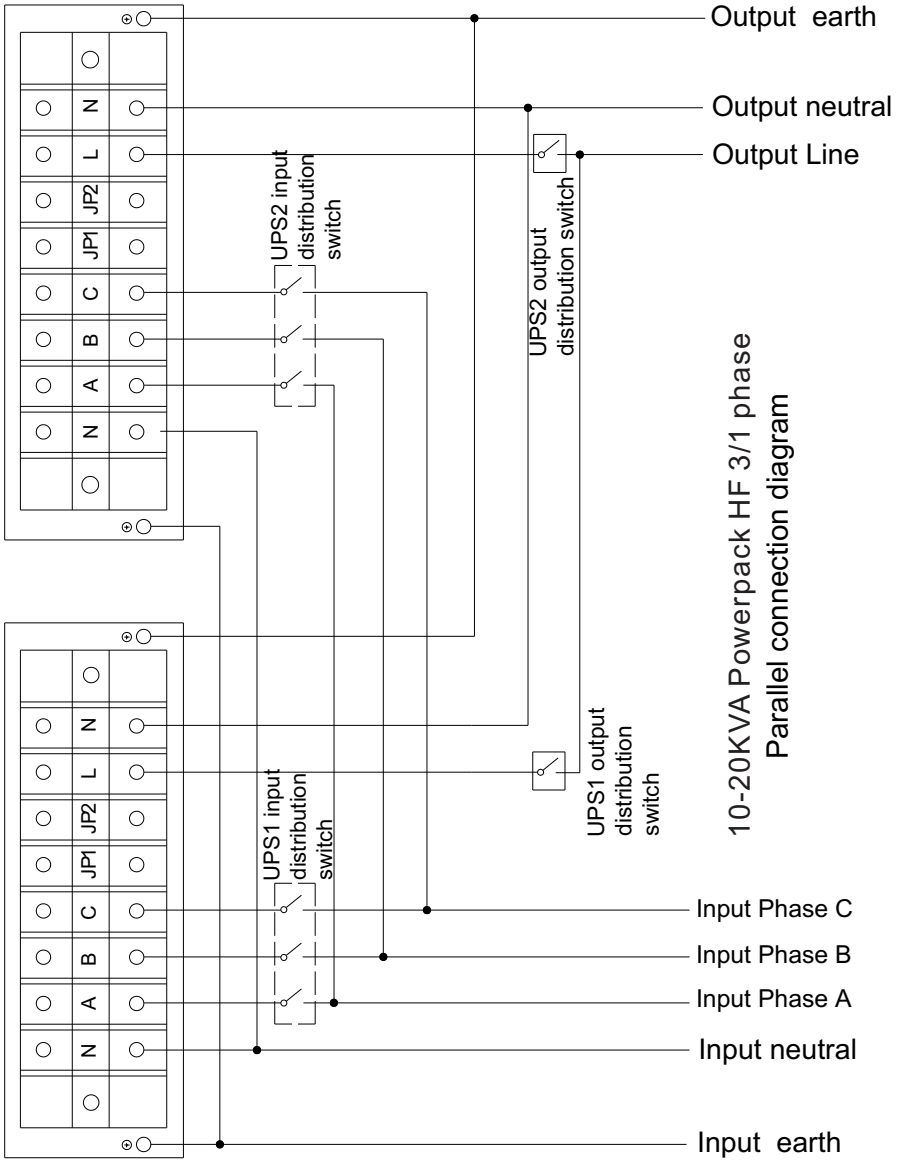 Output earth
Output neutral
Output Line
N
L
JP2
JP1
C
B
A
N
UPS2 input
distribution
switch
UPS2 output
distribution switch
10-20KVA Powerpack HF 3/1 phase
Parallel connection diagram
N
L
JP2
JP1
C
B
A
N
UPS1 input
distribution
switch
UPS1 output
distribution
switch
Input Phase C
Input Phase B
Input Phase A
Input neutral
Input earth